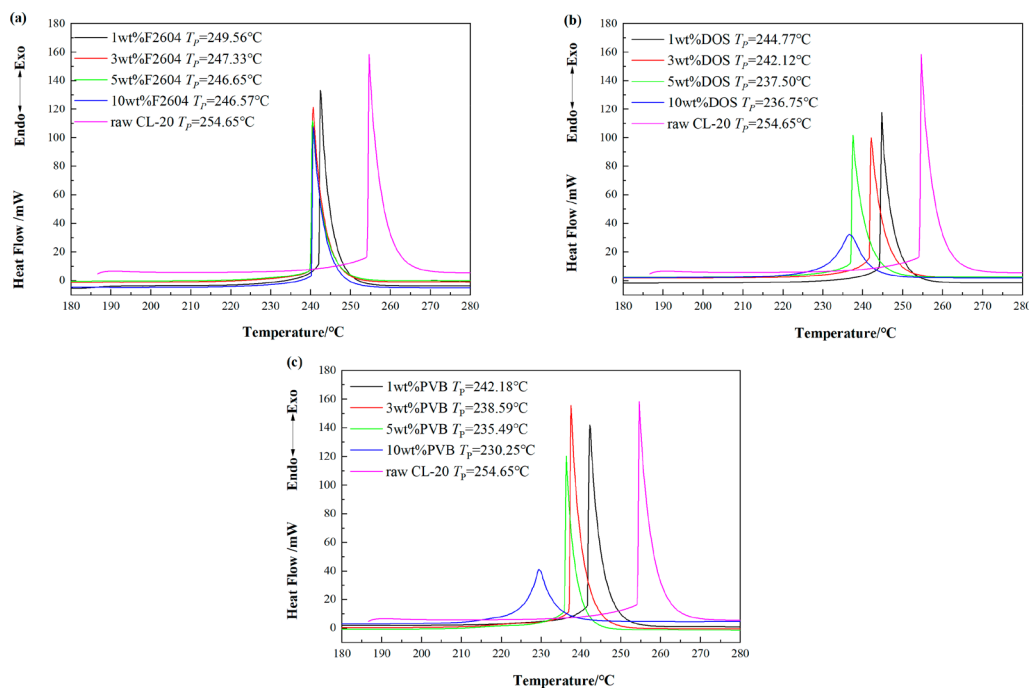 (a)
180
160
140
120
100
80
60
40
20
0
Heat Flow /mW Endo Exo
1wt%F2604 TP=249.56°C
3wt%F2604 TP=247.33°C
5wt%F2604 TP=246.65°C
10wt%F2604 TP=246.57°C
raw CL-20 TP=254.65°C
180 190 200 210 220 230 240 250 260 270 280
Temperature/°C
(b)
180
160
140
120
100
80
60
40
20
0
Heat Flow /mW Endo Exo
1wt%DOS TP=244.77°C
3wt%DOS TP=242.12°C
5wt%DOS TP=237.50°C
10wt%DOS TP=236.75°C
raw CL-20 TP=254.65°C
180 190 200 210 220 230 240 250 260 270 280
Temperature/°C
(c)
180
160
140
120
100
80
60
40
20
0
Heat Flow /mW Endo Exo
1wt%PVB TP=242.18°C
3wt%PVB TP=238.59°C
5wt%PVB TP=235.49°C
10wt%PVB TP=230.25°C
raw CL-20 TP=254.65°C
180 190 200 210 220 230 240 250 260 270 280
Temperature/°C